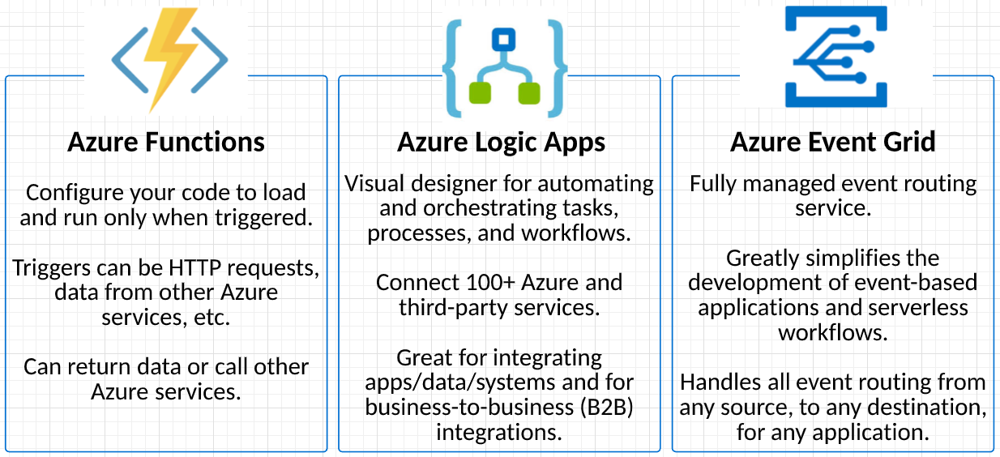 Azure Functions
Configure your code to load
and run only when triggered.
Triggers can be HTTP requests,
data from other Azure
services, etc.
Can return data or call other
Azure services.
Azure Logic Apps
Visual designer for automating
and orchestrating tasks,
processes, and workflows.
Connect 100+ Azure and
third-party services.
Great for integrating
apps/data/systems and for
business-to-business (B2B)
integrations.
Azure Event Grid
Fully managed event routing
service.
Greatly simplifies the
development of event-based
applications and serverless
workflows.
Handles all event routing from
any source, to any destination,
for any application.